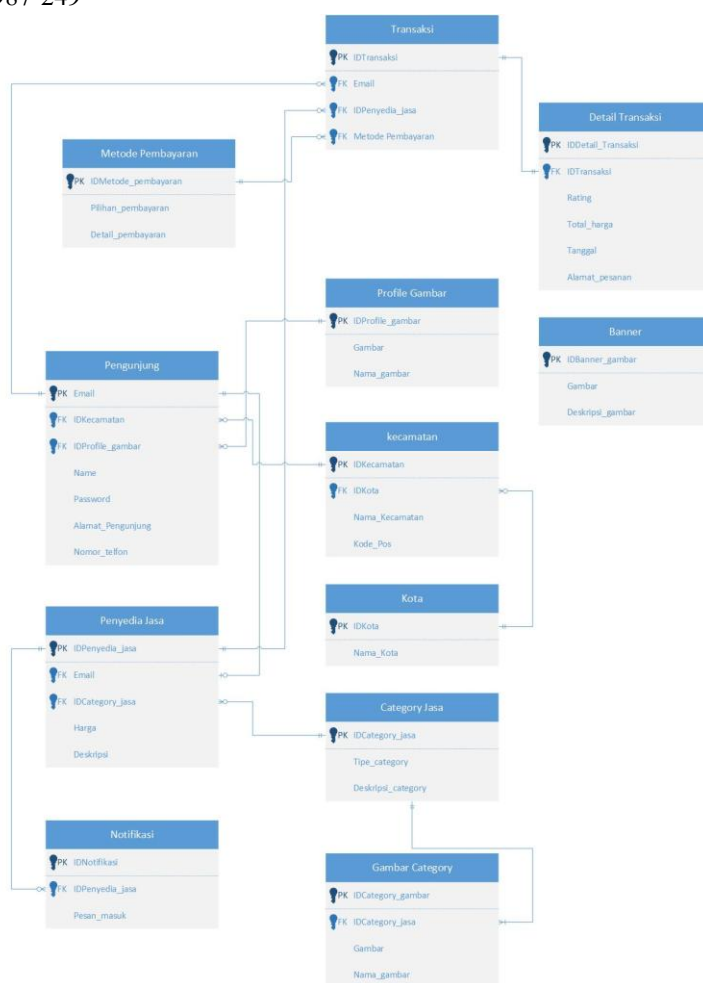 987-249
Transaksi
PK IDTransaksi
FK Email
FK IDPenyedia_jasa
FK Metode Pembayaran
Detail Transaksi
PK IDDetail_Transaksi
FK IDTransaksi
Rating
Total_harga
Tanggal
Alamat_pesanan
Metode Pembayaran
PK IDMetode_pembayaran
Pilihan_pembayaran
Detail_pembayaran
Profile Gambar
PK IDProfile_gambar
Gambar
Nama_gambar
Banner
PK IDBanner_gambar
Gambar
Deskripsi_gambar
Pengunjung
PK Email
FK IDKecamatan
FK IDProfile_gambar
Name
Password
Alamat_Pengunjung
Nomor_telfon
kecamatan
PK IDKecamatan
FK IDKota
Nama_Kecamatan
Kode_Pos
Kota
PK IDKota
Nama_Kota
Penyedia Jasa
PK IDPenyedia_jasa
FK Email
FK IDCategory_jasa
Harga
Deskripsi
Category Jasa
PK IDCategory_jasa
Tipe_category
Deskripsi_category
Notifikasi
PK IDNotifikasi
FK IDPenyedia_jasa
Pesan_masuk
Gambar Category
PK IDCategory_gambar
FK IDCategory_jasa
Gambar
Nama_gambar